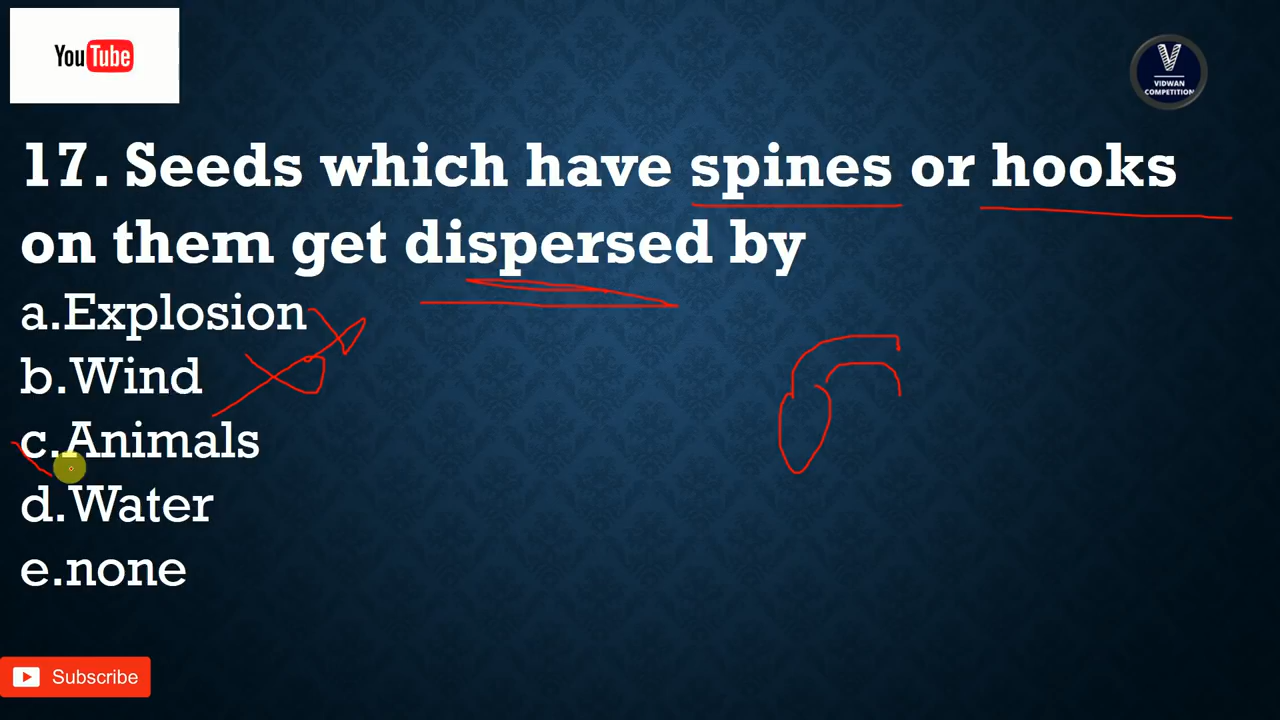 YouTube
VIDWAN
COMPETITION
17. Seeds which have spines or hooks
on them get dispersed by
a.Explosion
b.Wind
c.Animals
d.Water
e.none
Subscribe